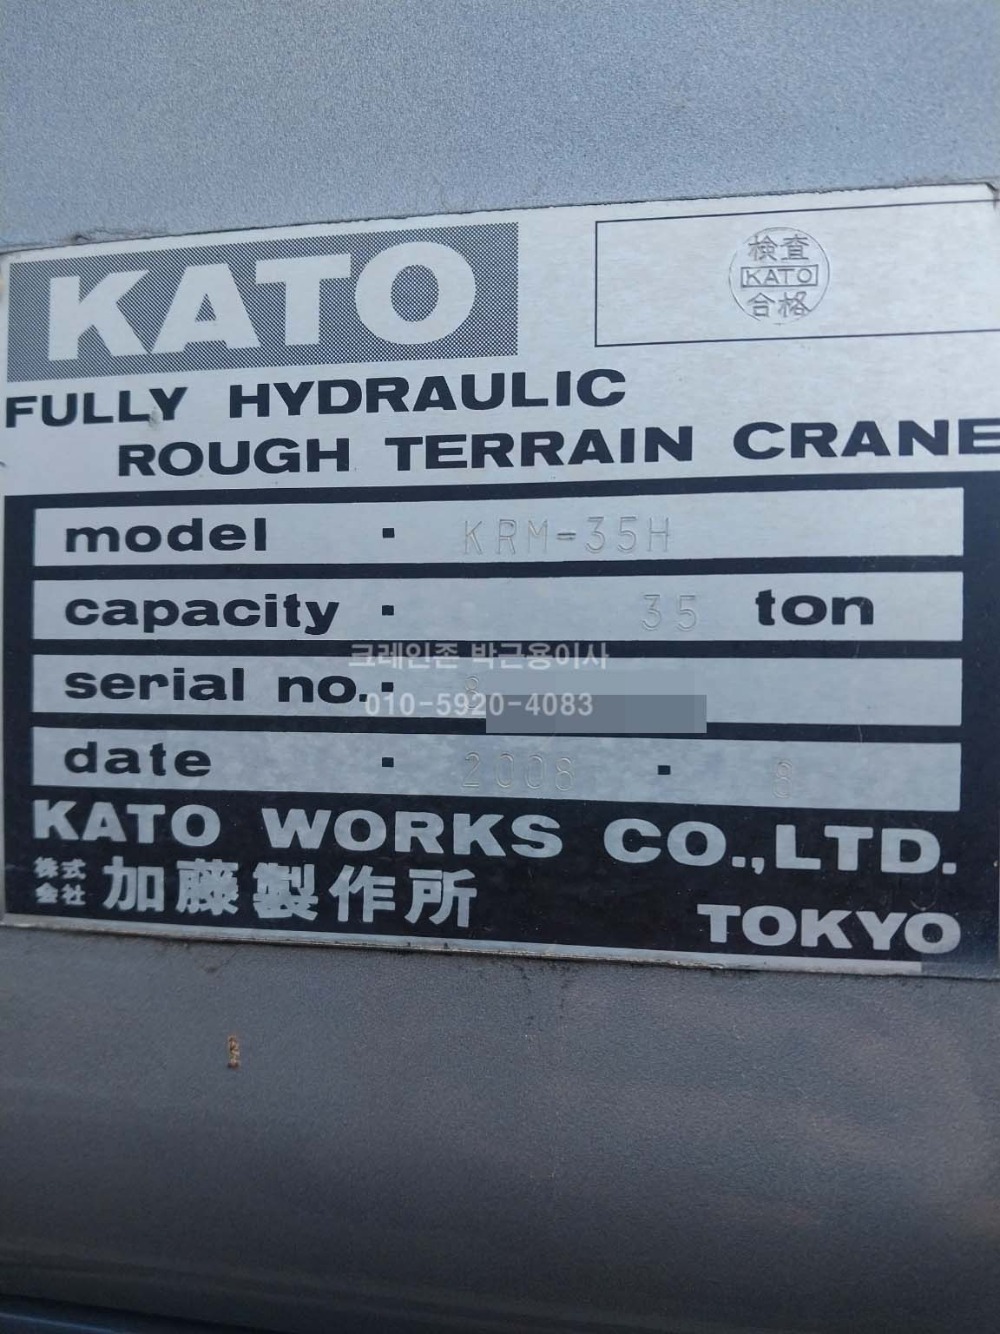 KATO
検査
KATO
合格
FULLY HYDRAULIC
ROUGH TERRAIN CRANE
model · KRM-35H
capacity · 35 ton
크레인존 박근용이사
serial no. · 8
010-5920-4083
date · 2008 · 8
KATO WORKS CO.,LTD.
株式会社 加藤製作所
TOKYO